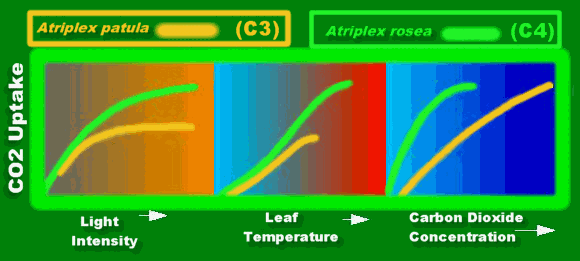 Atriplex patula (C3)
Atriplex rosea (C4)
CO2 Uptake
Light
Intensity
Leaf
Temperature
Carbon Dioxide
Concentration